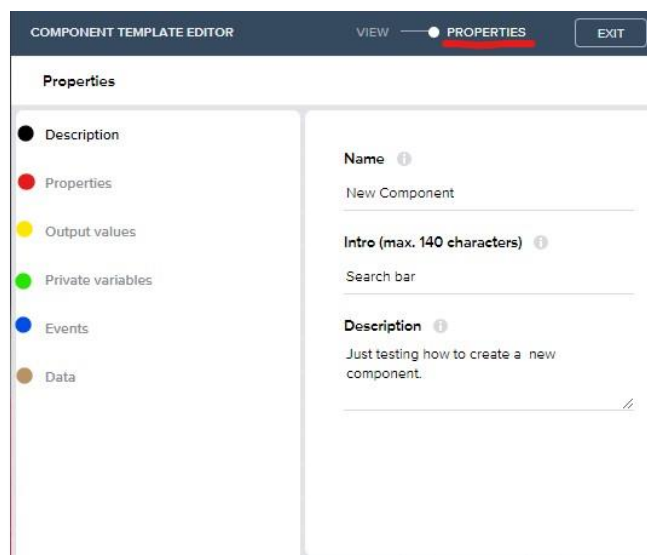 COMPONENT TEMPLATE EDITOR VIEW PROPERTIES EXIT
Properties
Description
Properties
Output values
Private variables
Events
Data
Name
New Component
Intro (max. 140 characters)
Search bar
Description
Just testing how to create a new
component.